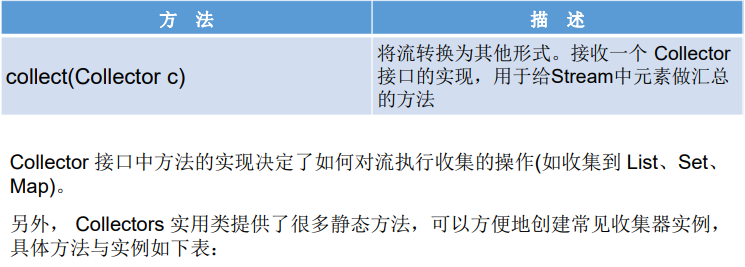 方 法
描 述
collect(Collector c)
将流转换为其他形式。接收一个 Collector
接口的实现，用于给Stream中元素做汇总
的方法
Collector 接口中方法的实现决定了如何对流执行收集的操作(如收集到 List、Set、
Map)。
另外， Collectors 实用类提供了很多静态方法，可以方便地创建常见收集器实例，
具体方法与实例如下表：